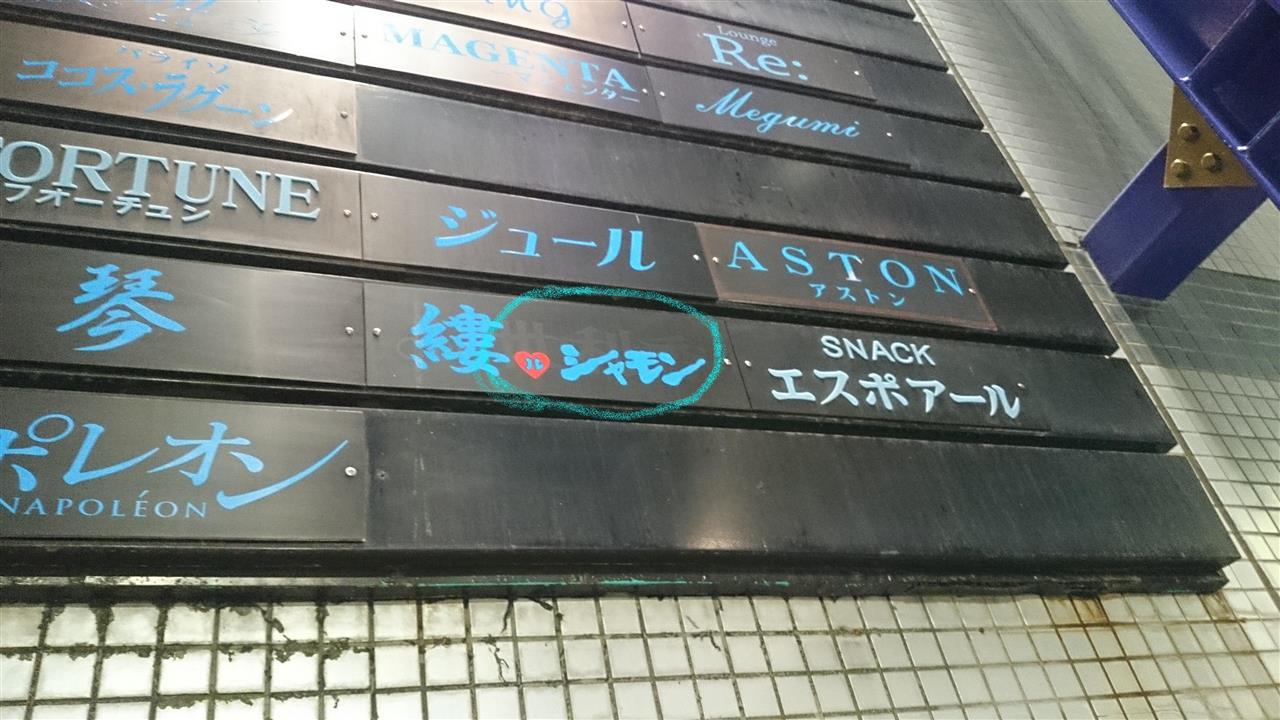 Lounge
Re:
MAGENTA
マゼンター
Megumi
パライソ
ココス・ラグーン
FORTUNE
フオーチュン
ジュール
ASTON
アストン
琴
縷 ル シャモン
SNACK
エスポアール
ポレオン
NAPOLÉON